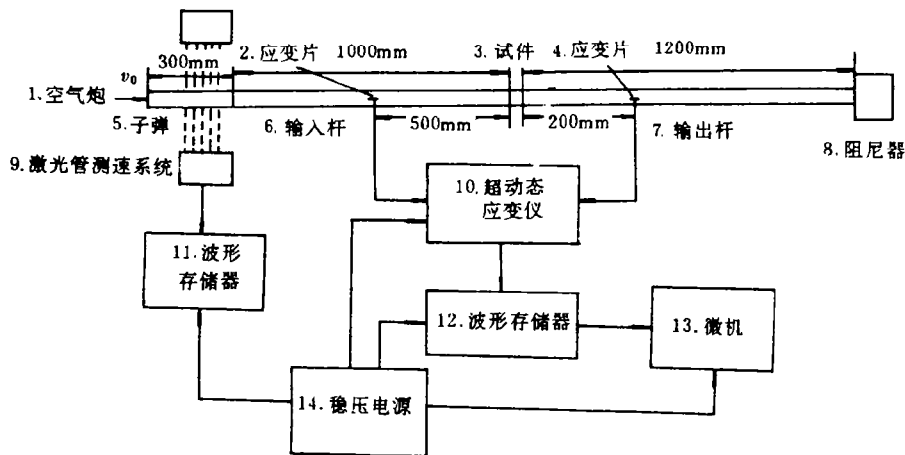 2.应变片 1000mm 3.试件 4.应变片 1200mm
300mm
v₀
1.空气炮
5.子弹 6.输入杆 500mm 200mm 7.输出杆
8.阻尼器
9.激光管测速系统
10.超动态
应变仪
11.波形
存储器
12.波形存储器
13.微机
14.稳压电源